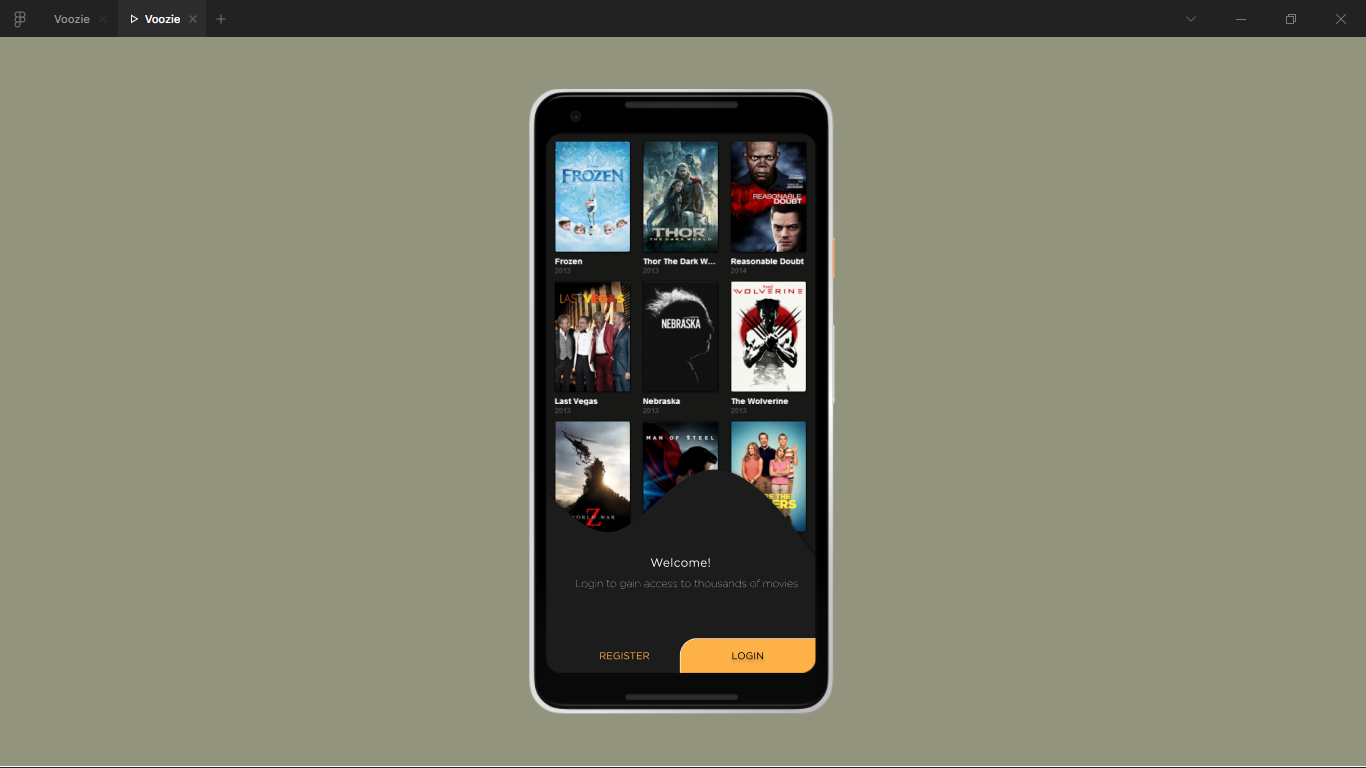 Voozie
Voozie
FROZEN
THOR
THE DARK WORLD
REASONABLE
DOUBT
Frozen
2013
Thor The Dark W...
2013
Reasonable Doubt
2014
LAST VEGAS
NEBRASKA
THE
WOLVERINE
Last Vegas
2013
Nebraska
2013
The Wolverine
2013
MAN OF STEEL
WORLD WAR
Z
Welcome!
Login to gain access to thousands of movies
REGISTER
LOGIN